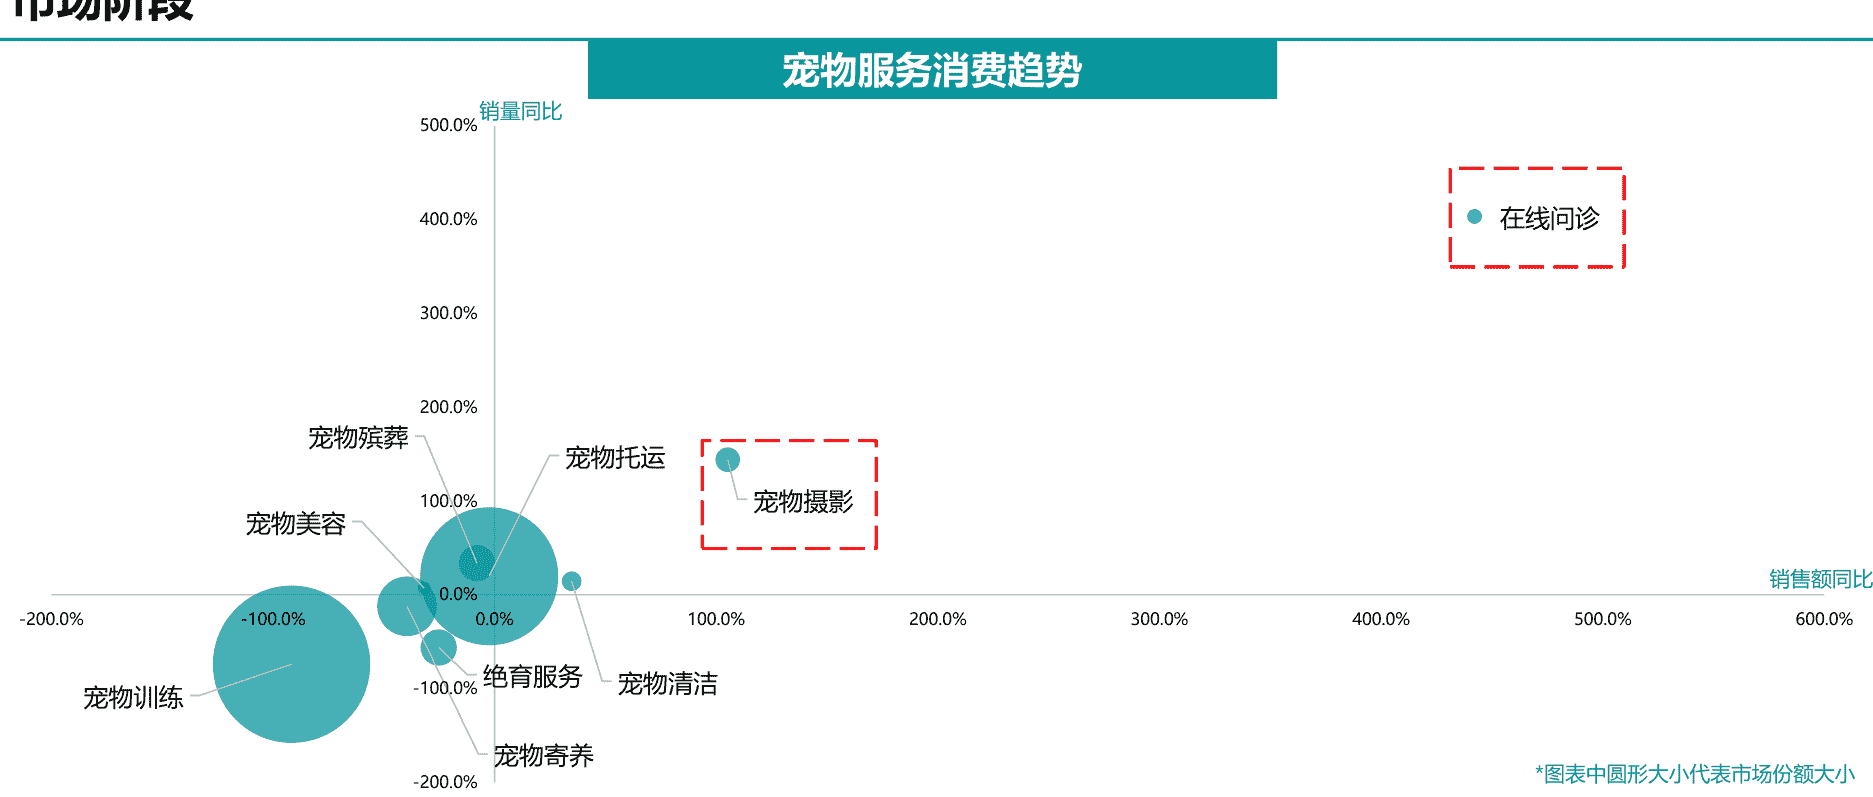 市场阶段
宠物服务消费趋势
销量同比
500.0%
400.0%
在线问诊
300.0%
200.0%
宠物殡葬
宠物托运
100.0%
宠物摄影
宠物美容
销售额同比
0.0%
-200.0%
-100.0%
0.0%
100.0%
200.0%
300.0%
400.0%
500.0%
600.0%
宠物训练
-100.0%
绝育服务
宠物清洁
宠物寄养
-200.0%
*图表中圆形大小代表市场份额大小